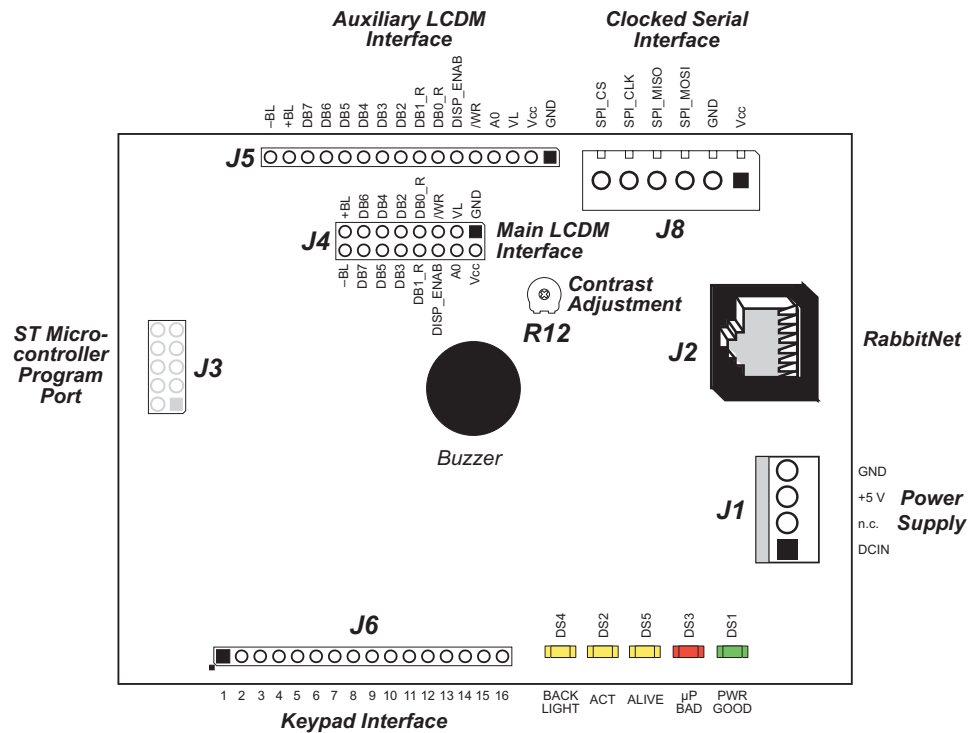 Auxiliary LCDM
Interface
Clocked Serial
Interface
–BL
+BL
DB7
DB6
DB5
DB4
DB3
DB2
DB1_R
DB0_R
DISP_ENAB
/WR
A0
VL
Vcc
GND
SPI_CS
SPI_CLK
SPI_MISO
SPI_MOSI
GND
Vcc
J5
J8
+BL
DB6
DB4
DB2
DB0_R
/WR
VL
GND
J4
Main LCDM
Interface
–BL
DB7
DB5
DB3
DB1_R
DISP_ENAB
A0
Vcc
Contrast
Adjustment
R12
ST Micro-
controller
Program
Port
J3
J2
RabbitNet
Buzzer
J1
GND
+5 V
n.c.
DCIN
Power
Supply
J6
DS4
DS2
DS5
DS3
DS1
1 2 3 4 5 6 7 8 9 10 11 12 13 14 15 16
BACK
LIGHT
ACT
ALIVE
µP
BAD
PWR
GOOD
Keypad Interface